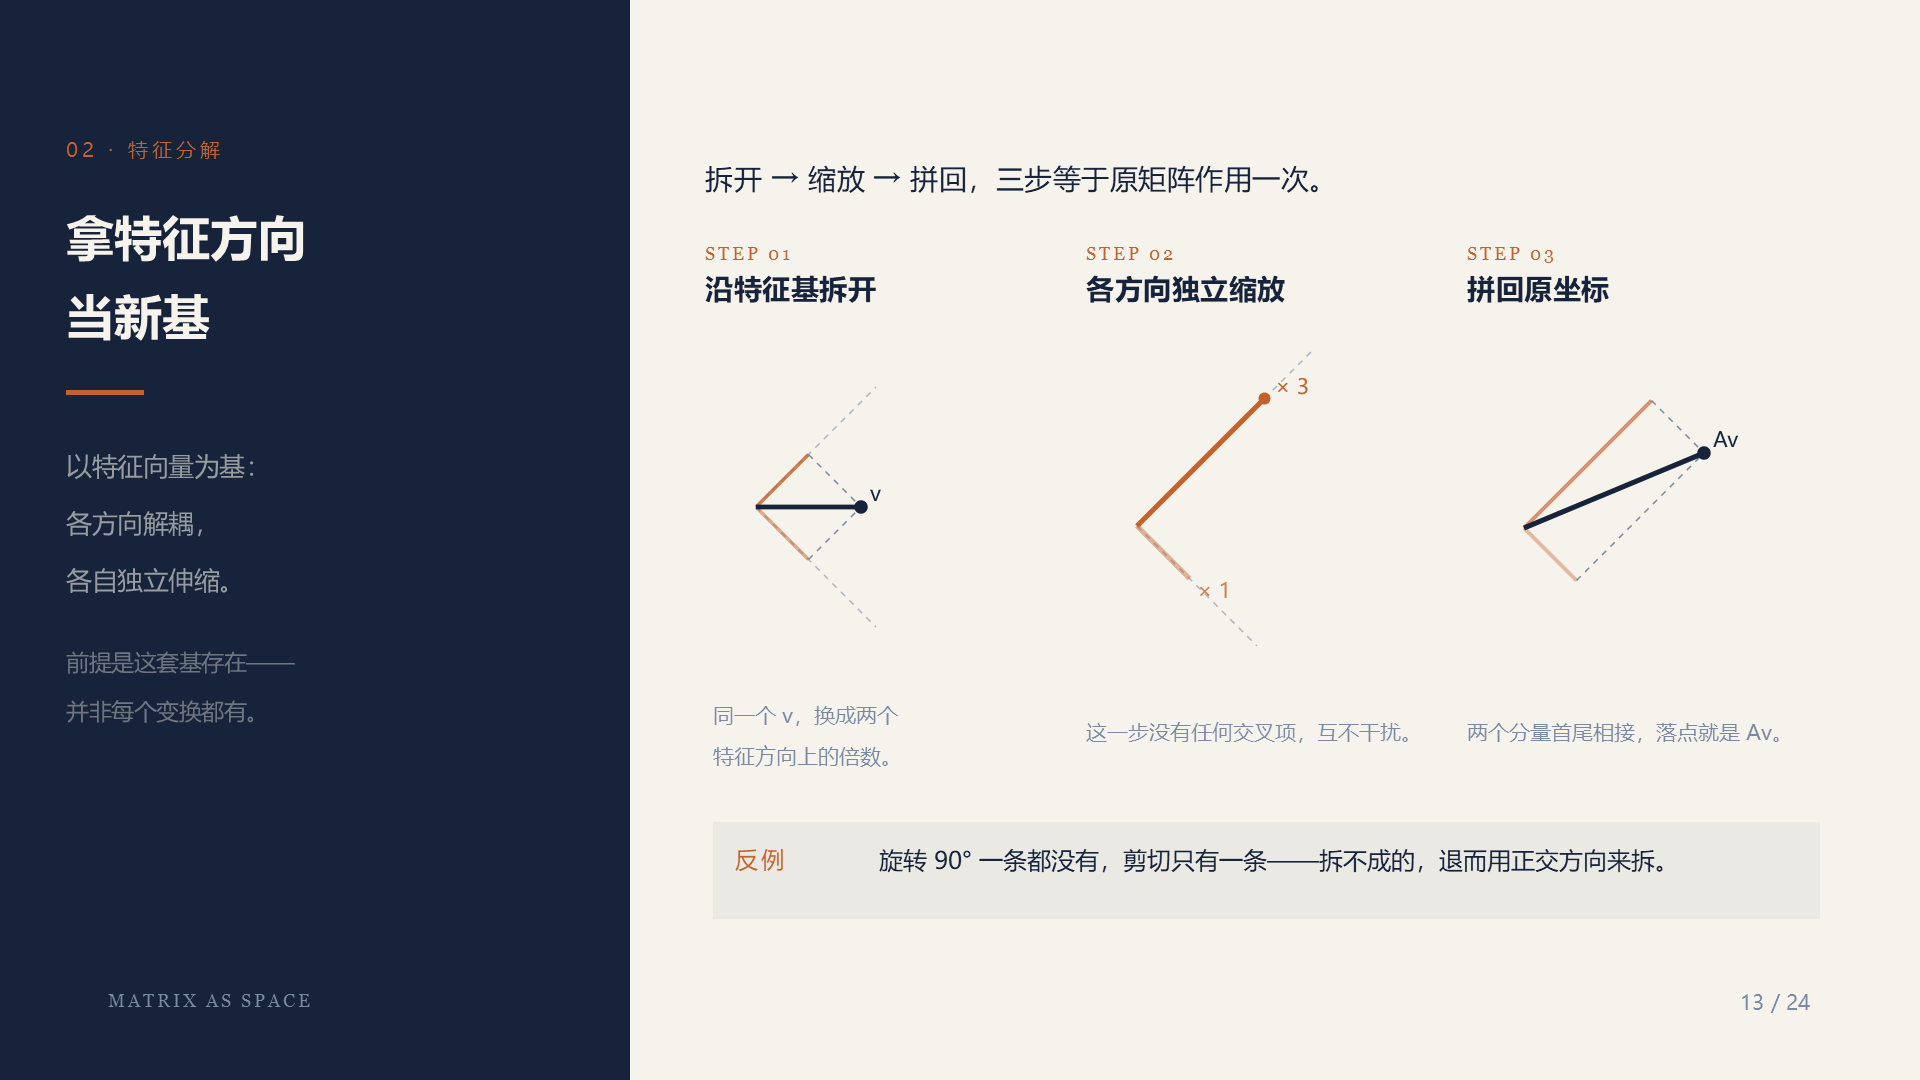 02 · 特征分解
拿特征方向
当新基
以特征向量为基：
各方向解耦，
各自独立伸缩。
前提是这套基存在——
并非每个变换都有。
MATRIX AS SPACE
拆开 → 缩放 → 拼回，三步等于原矩阵作用一次。
STEP 01
沿特征基拆开
v
同一个 v，换成两个
特征方向上的倍数。
STEP 02
各方向独立缩放
× 3
× 1
这一步没有任何交叉项，互不干扰。
STEP 03
拼回原坐标
Av
两个分量首尾相接，落点就是 Av。
反例
旋转 90° 一条都没有，剪切只有一条——拆不成的，退而用正交方向来拆。
13 / 24